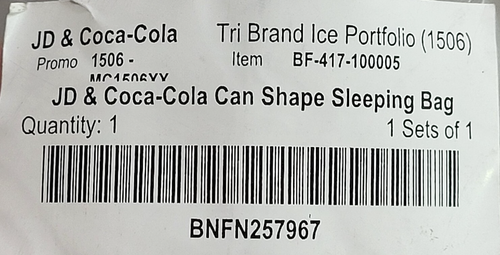 JD & Coca-Cola Tri Brand Ice Portfolio (1506)
Promo 1506 - Item BF-417-100005
MC1506YX
JD & Coca-Cola Can Shape Sleeping Bag
Quantity: 1 1 Sets of 1
BNFN257967